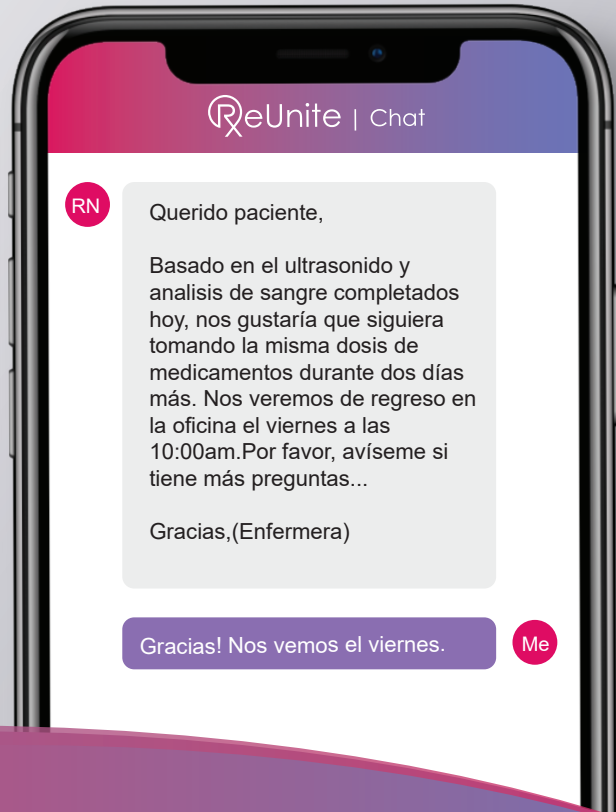 ReUnite | Chat
RN
Querido paciente,
Basado en el ultrasonido y
analisis de sangre completados
hoy, nos gustaría que siguiera
tomando la misma dosis de
medicamentos durante dos días
más. Nos veremos de regreso en
la oficina el viernes a las
10:00am.Por favor, avíseme si
tiene más preguntas...
Gracias,(Enfermera)
Gracias! Nos vemos el viernes.
Me